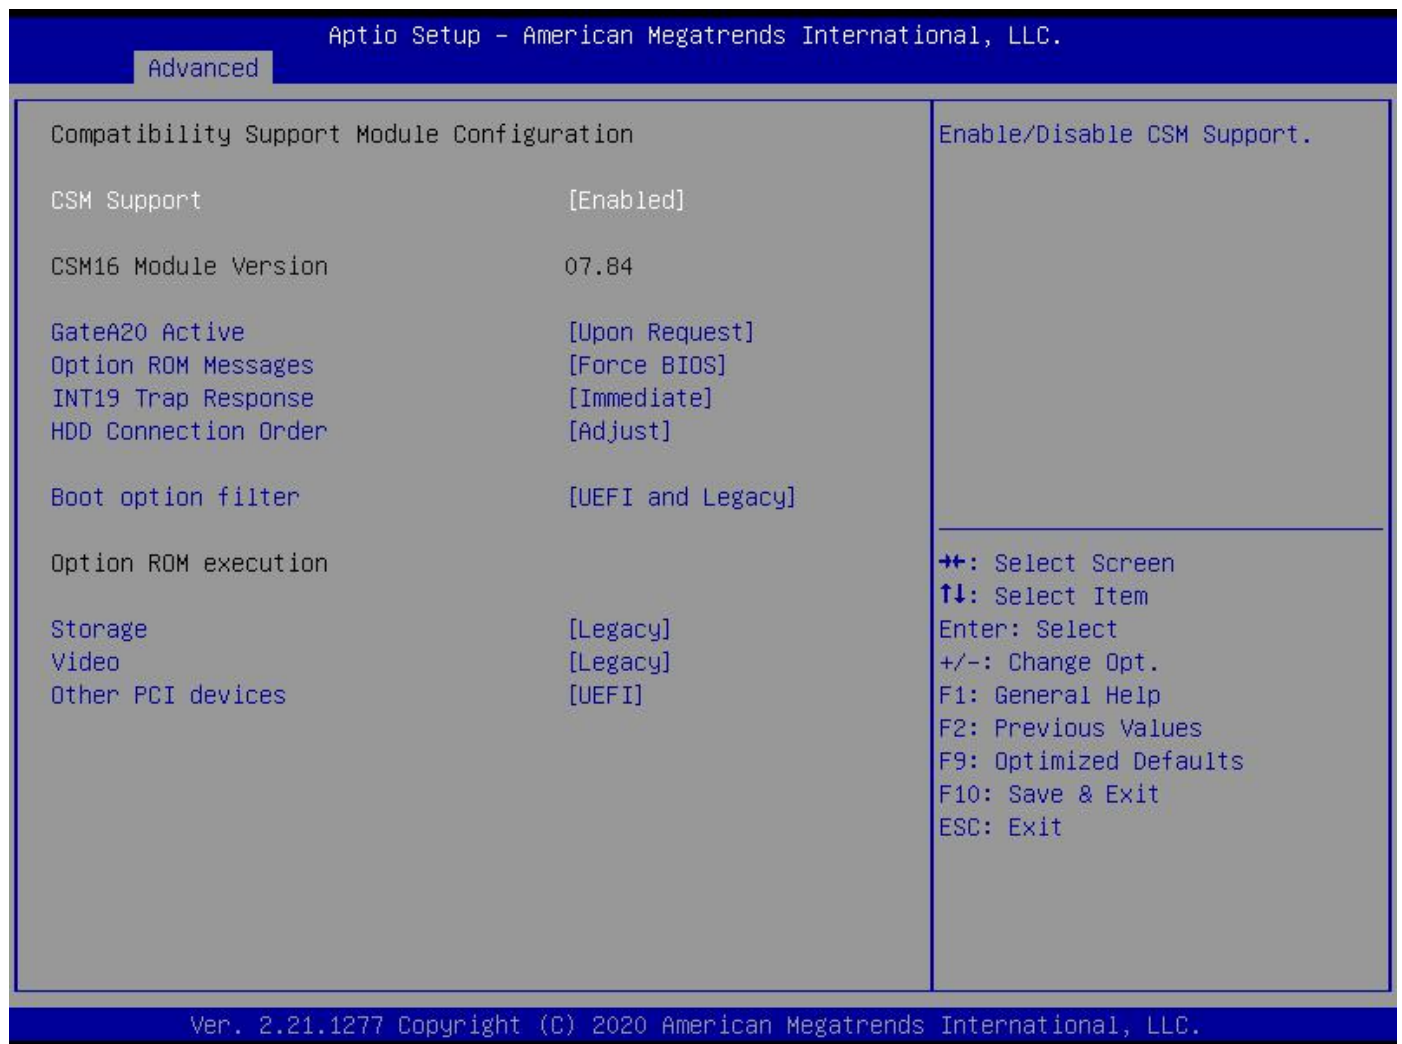 Aptio Setup – American Megatrends International, LLC.
Advanced
Compatibility Support Module Configuration
CSM Support [Enabled]
CSM16 Module Version 07.84
GateA20 Active [Upon Request]
Option ROM Messages [Force BIOS]
INT19 Trap Response [Immediate]
HDD Connection Order [Adjust]
Boot option filter [UEFI and Legacy]
Option ROM execution
Storage [Legacy]
Video [Legacy]
Other PCI devices [UEFI]
Enable/Disable CSM Support.
→←: Select Screen
↑↓: Select Item
Enter: Select
+/-: Change Opt.
F1: General Help
F2: Previous Values
F9: Optimized Defaults
F10: Save & Exit
ESC: Exit
Ver. 2.21.1277 Copyright (C) 2020 American Megatrends International, LLC.